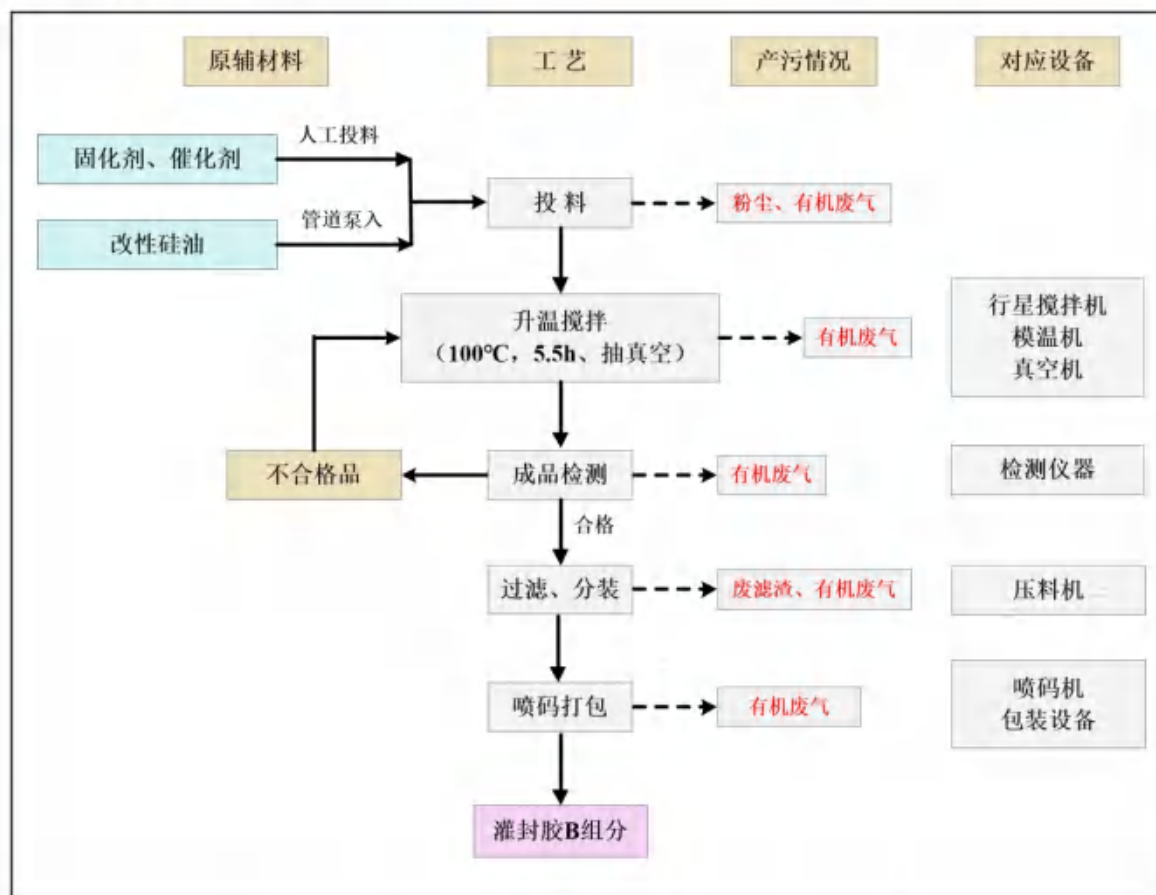 原辅材料
工 艺
产污情况
对应设备
人工投料
固化剂、催化剂
投 料
粉尘、有机废气
管道泵入
改性硅油
升温搅拌
（100℃，5.5h、抽真空）
有机废气
行星搅拌机
模温机
真空机
不合格品
成品检测
有机废气
检测仪器
合格
过滤、分装
废滤渣、有机废气
压料机
喷码打包
有机废气
喷码机
包装设备
灌封胶B组分